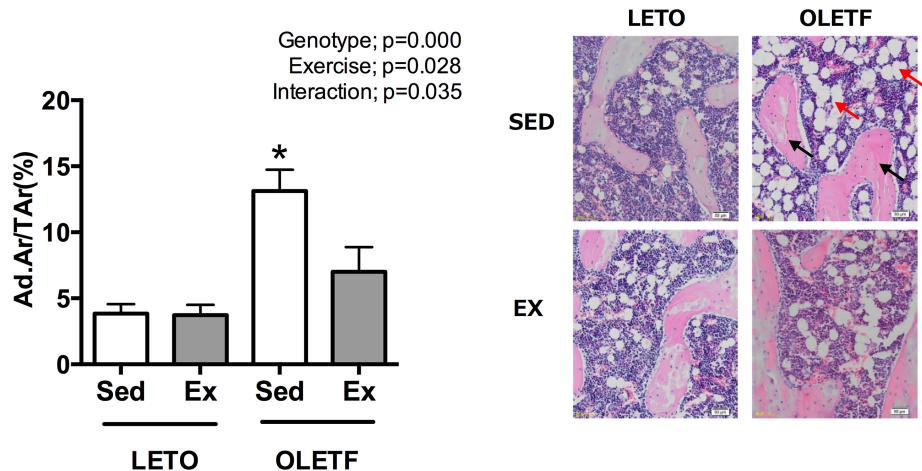 Genotype; p=0.000
Exercise; p=0.028
Interaction; p=0.035
Ad.Ar/TAr(%)
20
15
10
5
0
*
Sed Ex Sed Ex
LETO OLETF
LETO OLETF
SED
EX